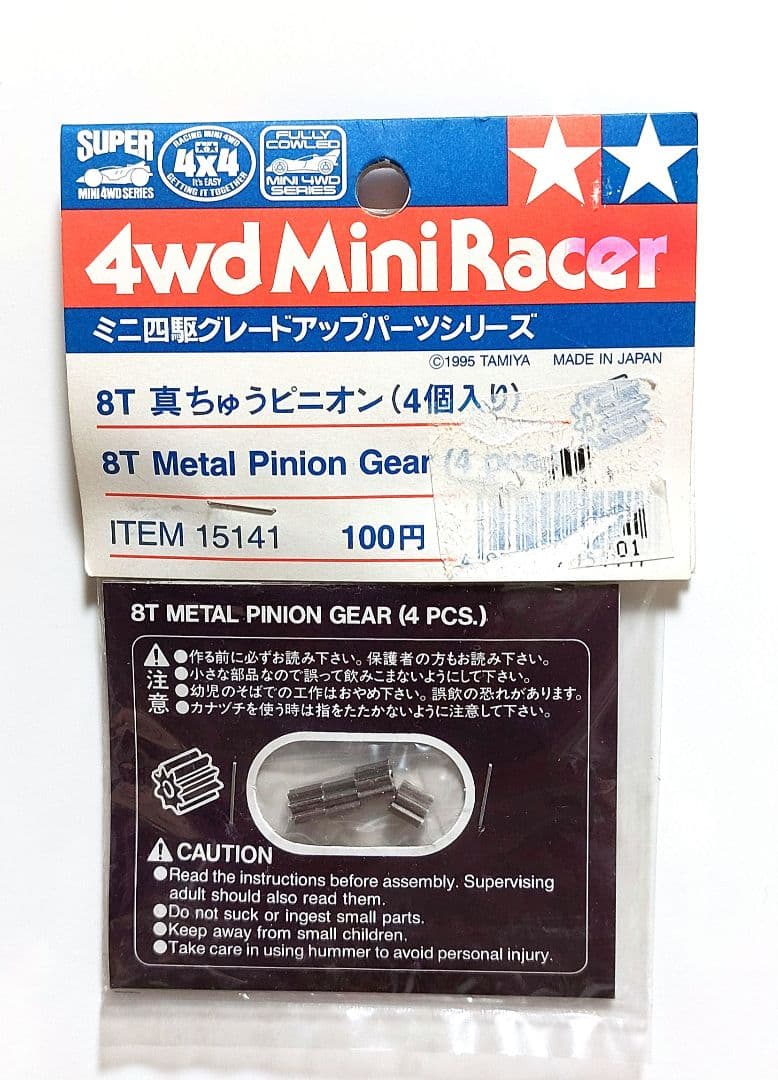 SUPER
MINI 4WD SERIES
RACING MINI 4WD
4x4
It's EASY
GETTING IT TOGETHER
FULLY
COWLED
MINI 4WD
SERIES
4wd Mini Racer
ミニ四駆グレードアップパーツシリーズ
©1995 TAMIYA MADE IN JAPAN
8T 真ちゅうピニオン(4個入り)
8T Metal Pinion Gear (4 pcs.
ITEM 15141 100円
01
8T METAL PINION GEAR (4 PCS.)
注意
●作る前に必ずお読み下さい。保護者の方もお読み下さい。
●小さな部品なので誤って飲みこまないようにして下さい。
●幼児のそばでの工作はおやめ下さい。誤飲の恐れがあります。
●カナヅチを使う時は指をたたかないように注意して下さい。
CAUTION
●Read the instructions before assembly. Supervising
adult should also read them.
●Do not suck or ingest small parts.
●Keep away from small children.
●Take care in using hummer to avoid personal injury.